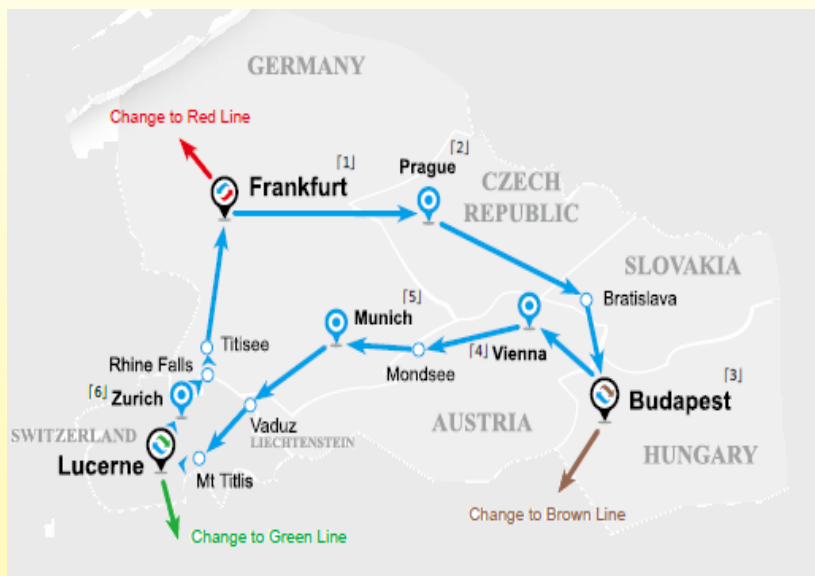 GERMANY
Change to Red Line
「1」
Frankfurt
「2」
Prague
CZECH
REPUBLIC
SLOVAKIA
Bratislava
「5」
Munich
Titisee
Rhine Falls
「4」 Vienna
Mondsee
「6」 Zurich
「3」
Budapest
Vaduz
LIECHTENSTEIN
AUSTRIA
SWITZERLAND
Lucerne
Mt Titlis
HUNGARY
Change to Brown Line
Change to Green Line